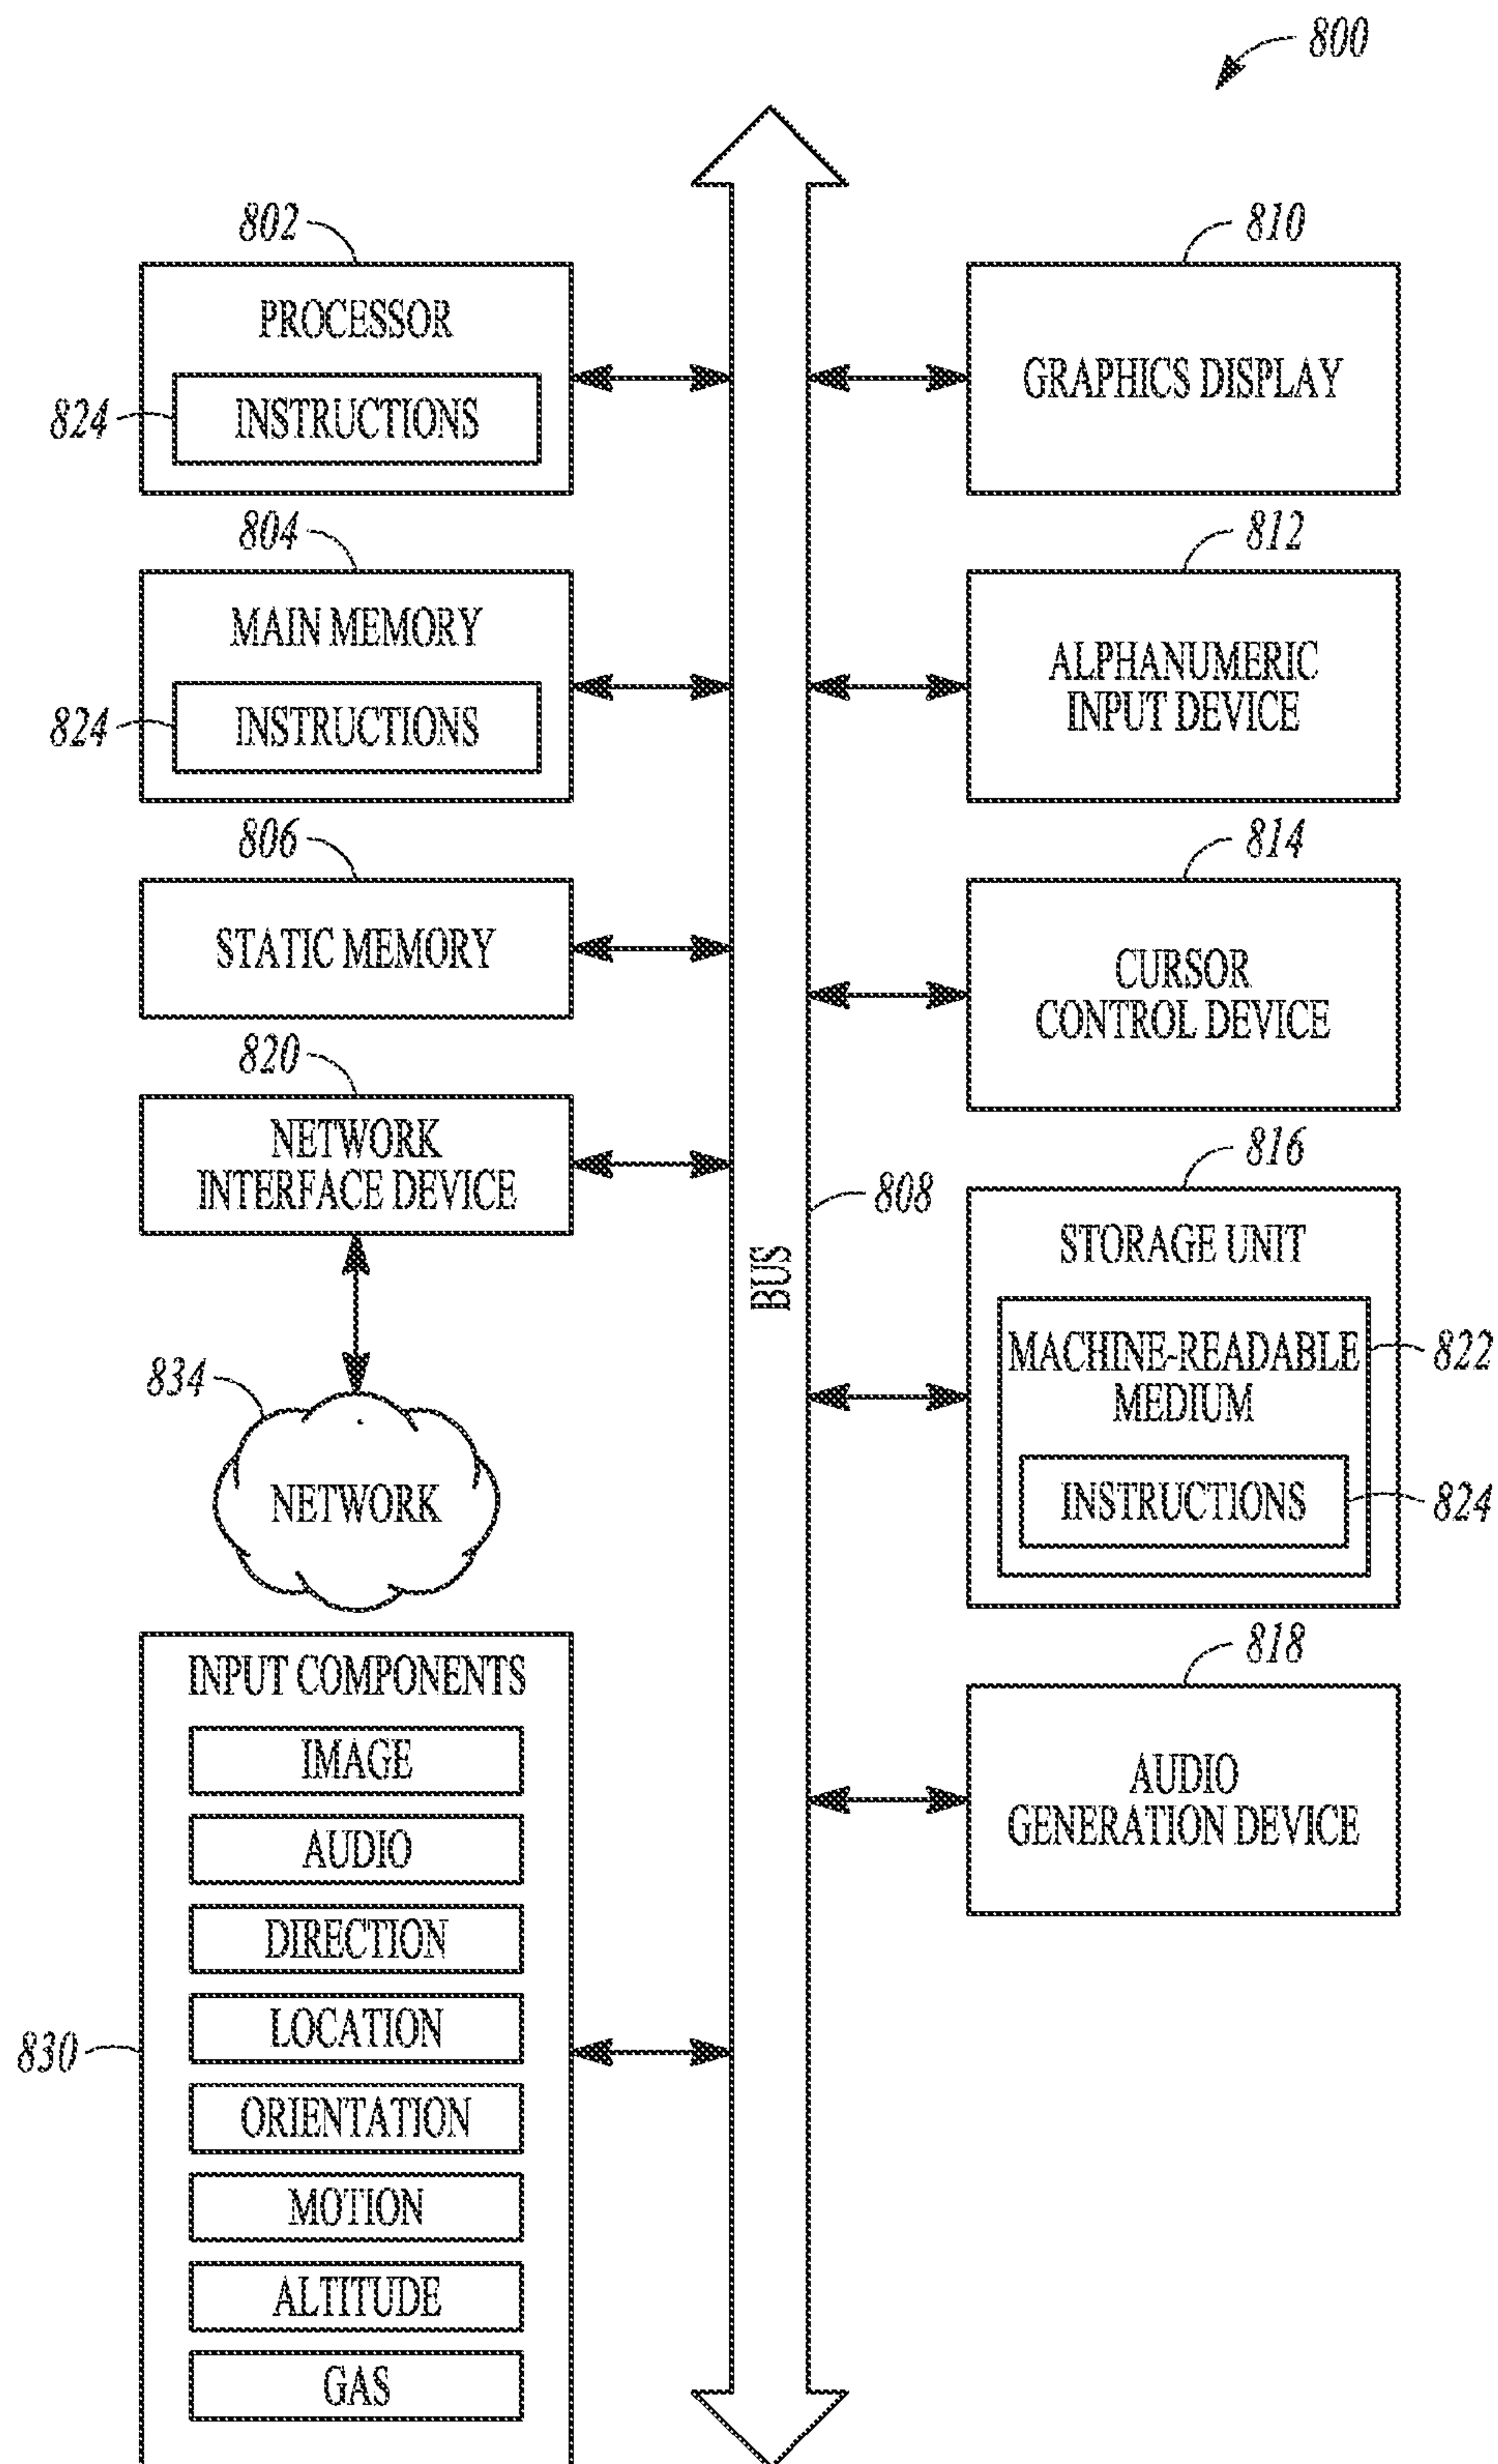 800
802
PROCESSOR
824
INSTRUCTIONS
804
MAIN MEMORY
824
INSTRUCTIONS
806
STATIC MEMORY
820
NETWORK
INTERFACE DEVICE
834
NETWORK
INPUT COMPONENTS
IMAGE
AUDIO
DIRECTION
LOCATION
830
ORIENTATION
MOTION
ALTITUDE
GAS
BUS
808
810
GRAPHICS DISPLAY
812
ALPHANUMERIC
INPUT DEVICE
814
CURSOR
CONTROL DEVICE
816
STORAGE UNIT
MACHINE-READABLE
MEDIUM
822
INSTRUCTIONS
824
818
AUDIO
GENERATION DEVICE